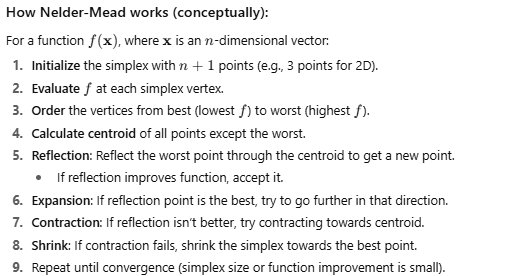 How Nelder-Mead works (conceptually):
For a function f(x), where x is an n-dimensional vector:
1. Initialize the simplex with n + 1 points (e.g., 3 points for 2D).
2. Evaluate f at each simplex vertex.
3. Order the vertices from best (lowest f) to worst (highest f).
4. Calculate centroid of all points except the worst.
5. Reflection: Reflect the worst point through the centroid to get a new point.
• If reflection improves function, accept it.
6. Expansion: If reflection point is the best, try to go further in that direction.
7. Contraction: If reflection isn't better, try contracting towards centroid.
8. Shrink: If contraction fails, shrink the simplex towards the best point.
9. Repeat until convergence (simplex size or function improvement is small).